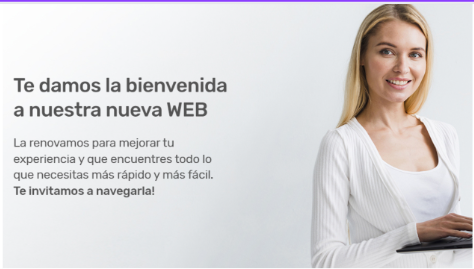 Te damos la bienvenida
a nuestra nueva WEB
La renovamos para mejorar tu
experiencia y que encuentres todo lo
que necesitas más rápido y más fácil.
Te invitamos a navegarla!